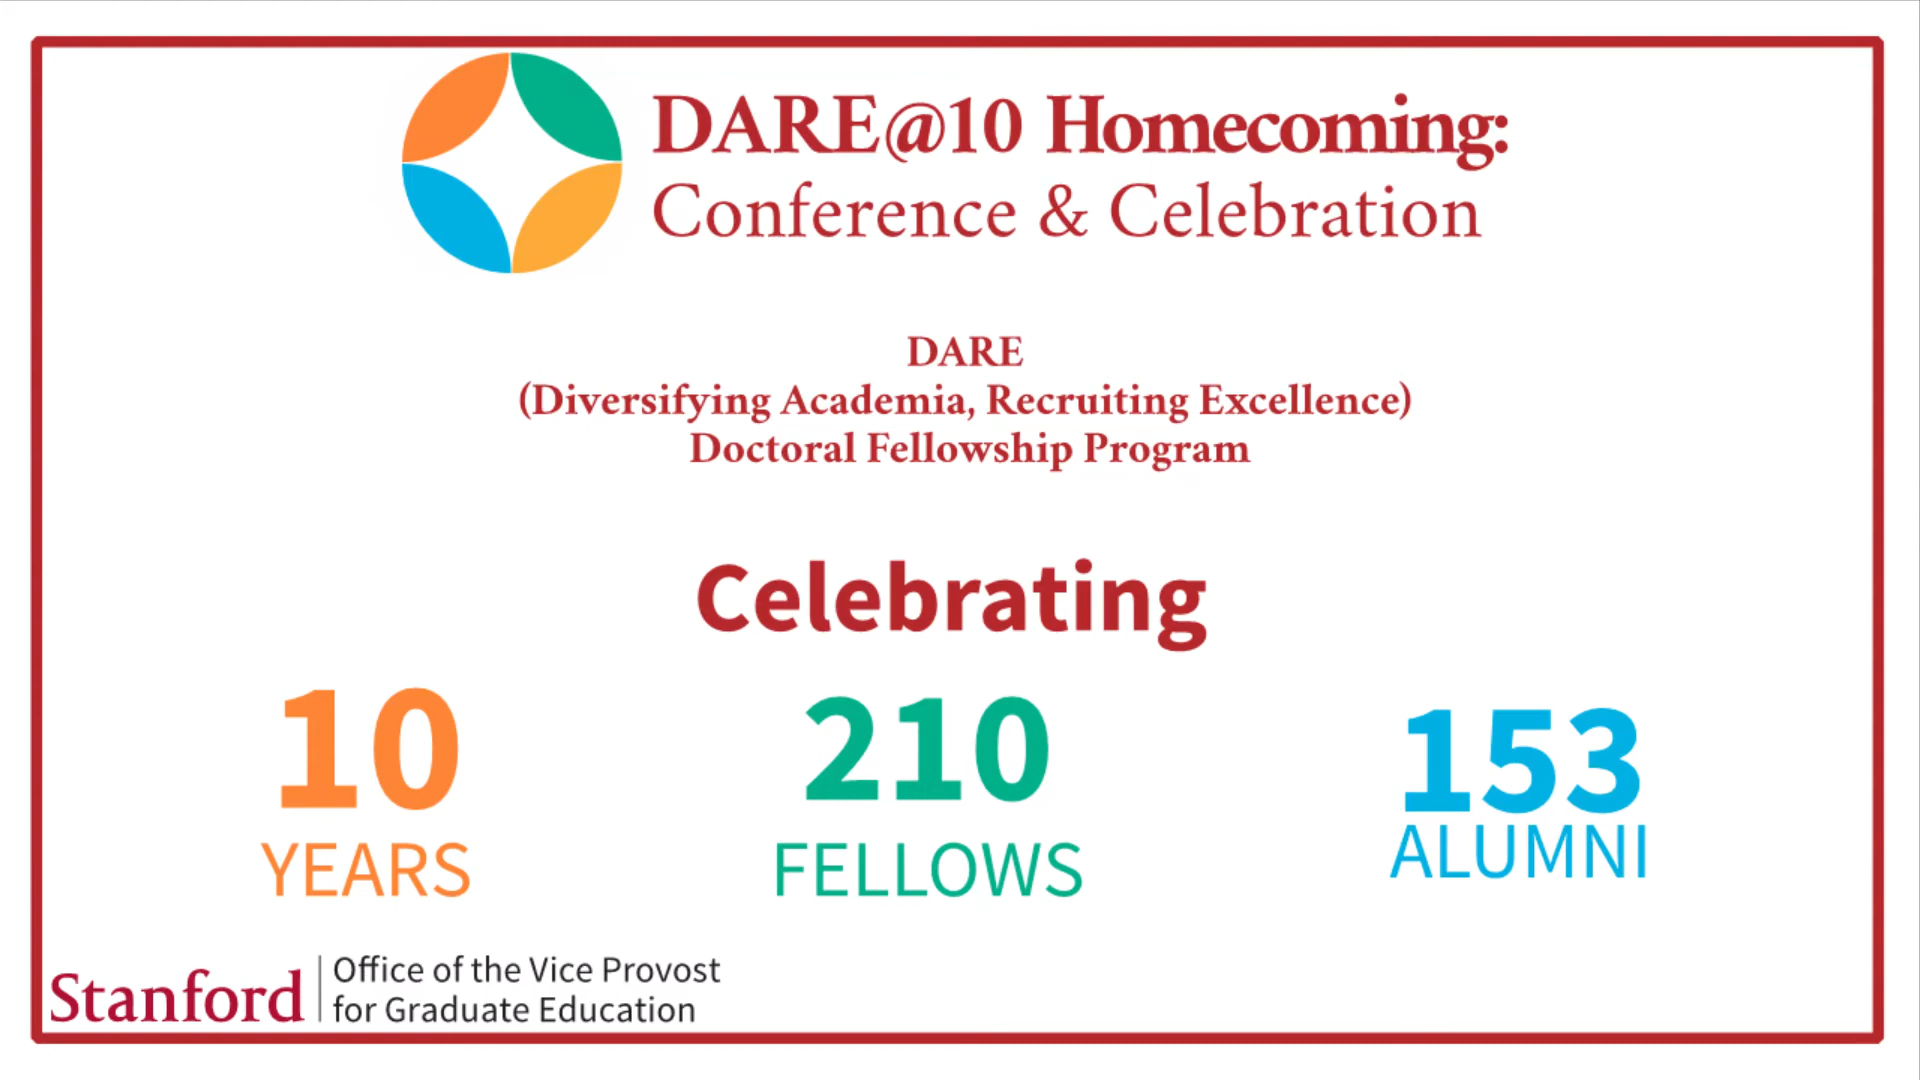 DARE@10 Homecoming:
Conference & Celebration
DARE
(Diversifying Academia, Recruiting Excellence)
Doctoral Fellowship Program
Celebrating
10
YEARS
210
FELLOWS
153
ALUMNI
Stanford
Office of the Vice Provost
for Graduate Education